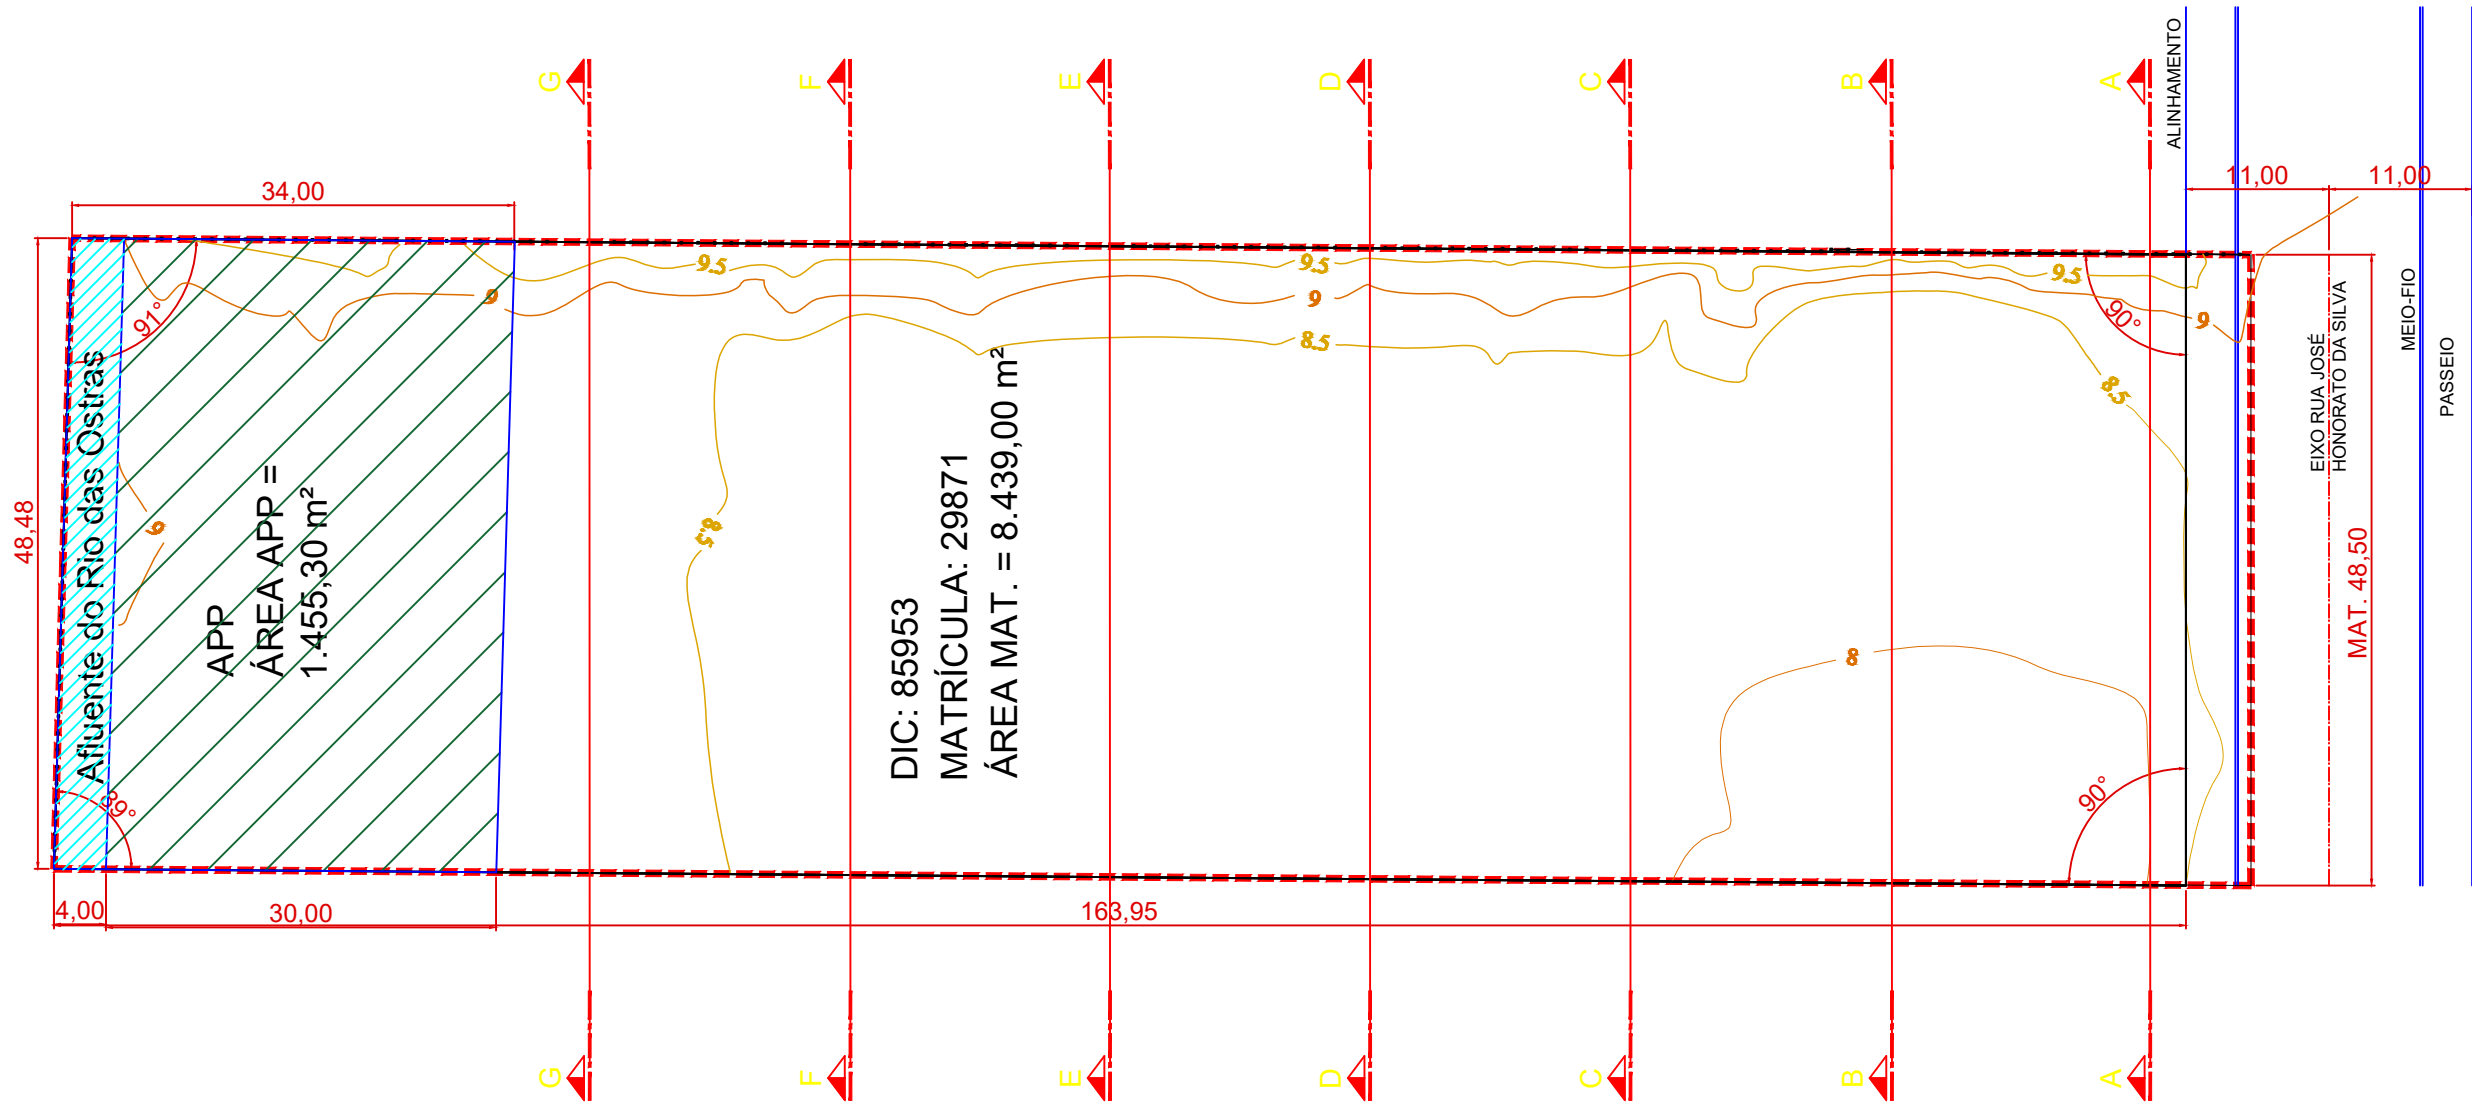 G
F
E
D
C
B
A
ALINHAMENTO
34,00
11,00
11,00
9.5
9.5
9.5
9
9
9
8.5
8.5
8.5
9
8
91°
90°
90°
89°
48,48
Afluente do Rio das Ostras
APP
ÁREA APP =
1.455,30 m²
DIC: 85953
MATRÍCULA: 29871
ÁREA MAT. = 8.439,00 m²
EIXO RUA JOSÉ
HONORATO DA SILVA
MAT. 48,50
MEIO-FIO
PASSEIO
4,00
30,00
163,95
G
F
E
D
C
B
A